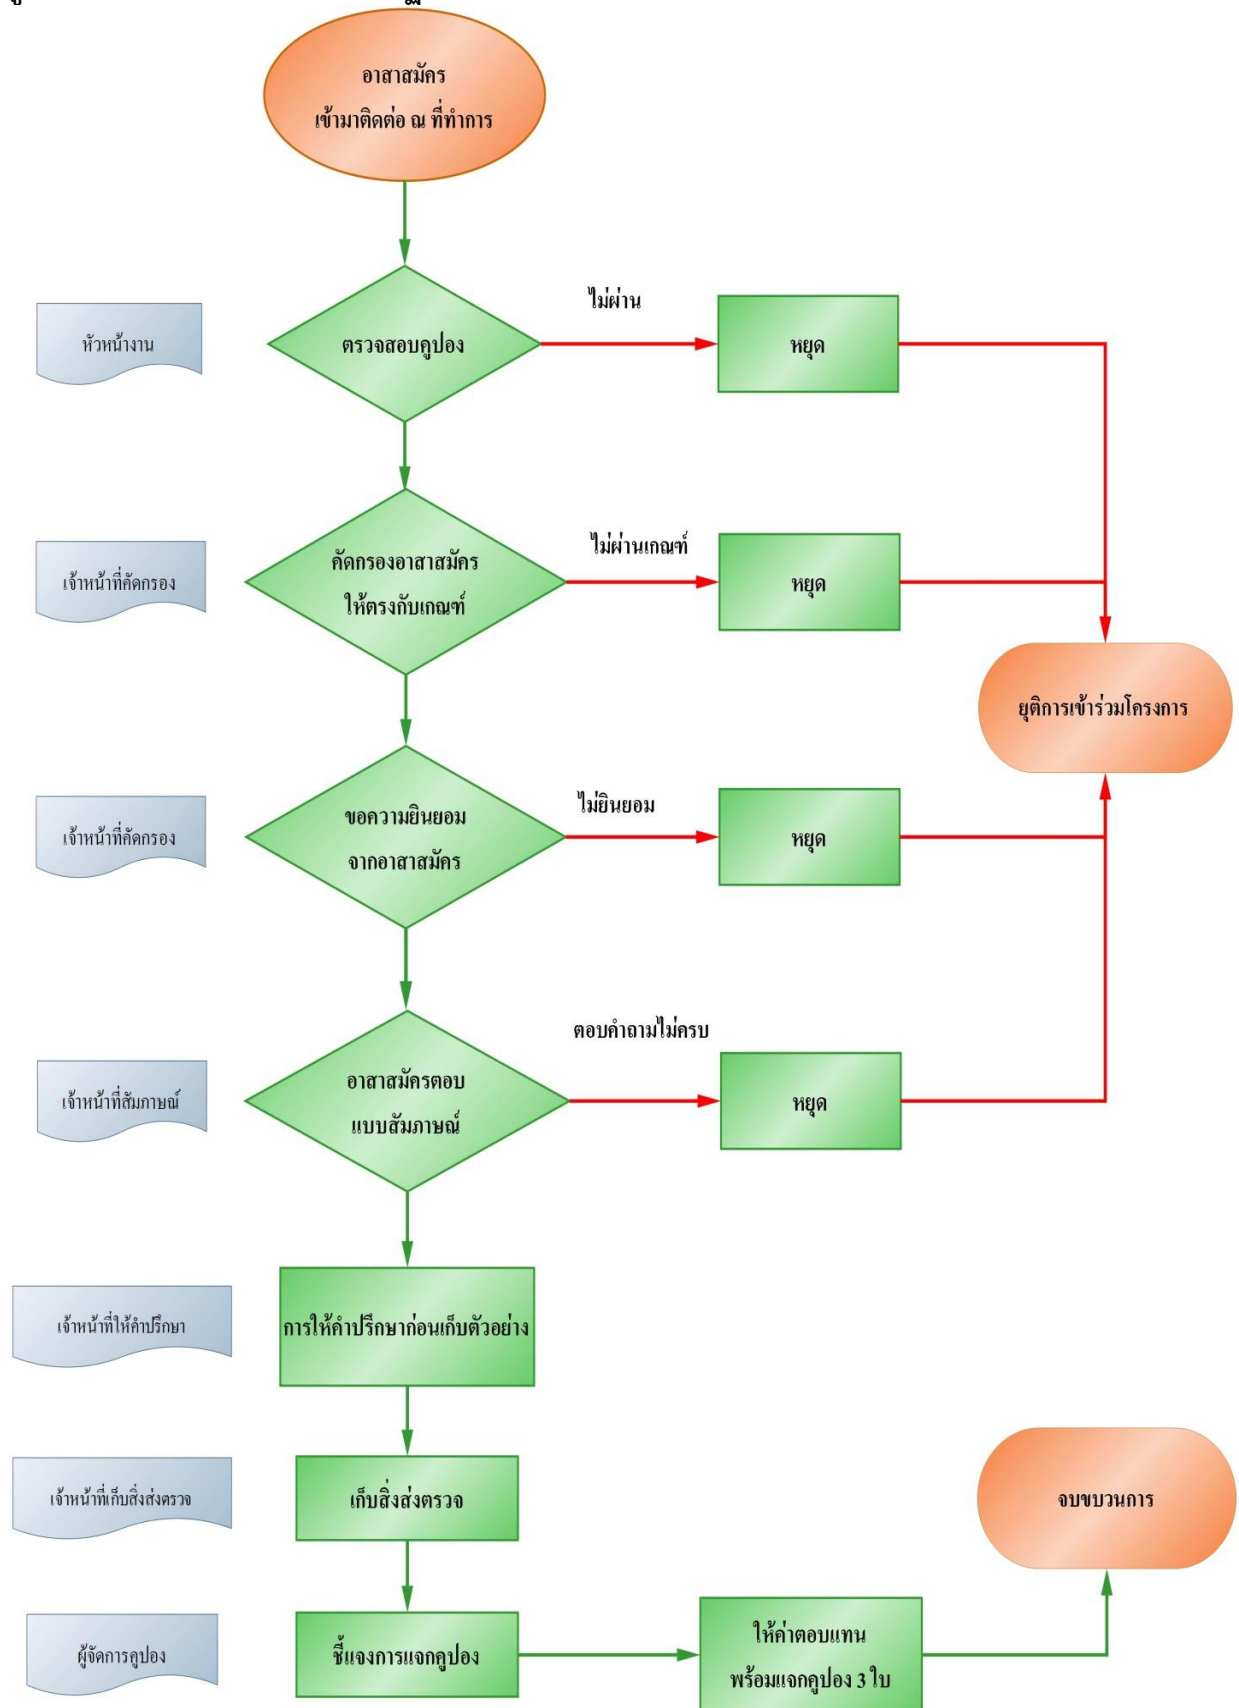 อาสาสมัคร
เข้ามาติดต่อ ณ ที่ทำการ
หัวหน้างาน
ตรวจสอบคูปอง
ไม่ผ่าน
หยุด
เจ้าหน้าที่คัดกรอง
คัดกรองอาสาสมัคร
ให้ตรงกับเกณฑ์
ไม่ผ่านเกณฑ์
หยุด
ยุติการเข้าร่วมโครงการ
เจ้าหน้าที่คัดกรอง
ขอความยินยอม
จากอาสาสมัคร
ไม่ยินยอม
หยุด
เจ้าหน้าที่สัมภาษณ์
อาสาสมัครตอบ
แบบสัมภาษณ์
ตอบคำถามไม่ครบ
หยุด
เจ้าหน้าที่ให้คำปรึกษา
การให้คำปรึกษาก่อนเก็บตัวอย่าง
เจ้าหน้าที่เก็บสิ่งส่งตรวจ
เก็บสิ่งส่งตรวจ
จบขบวนการ
ผู้จัดการคูปอง
ชี้แจงการแจกคูปอง
ให้ค่าตอบแทน
พร้อมแจกคูปอง 3 ใบ